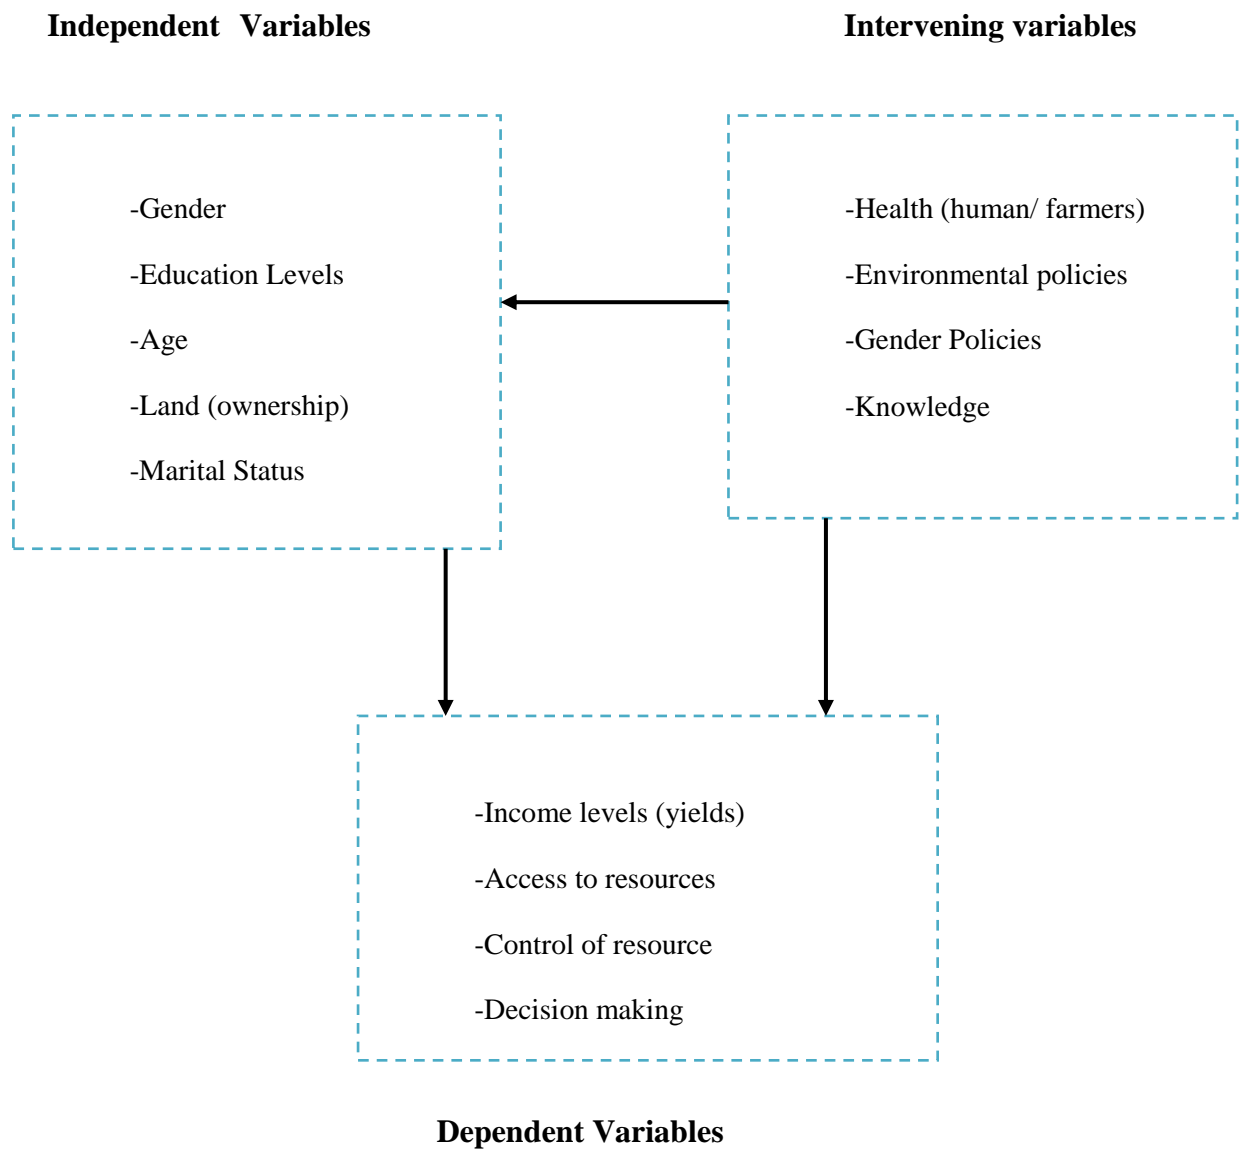 Independent Variables
Intervening variables
-Gender
-Education Levels
-Age
-Land (ownership)
-Marital Status
-Health (human/ farmers)
-Environmental policies
-Gender Policies
-Knowledge
-Income levels (yields)
-Access to resources
-Control of resource
-Decision making
Dependent Variables